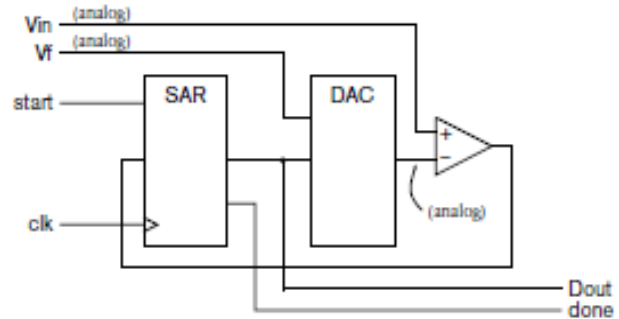 Vin (analog)
Vf (analog)
start
SAR
DAC
+
−
(analog)
clk
Dout
done